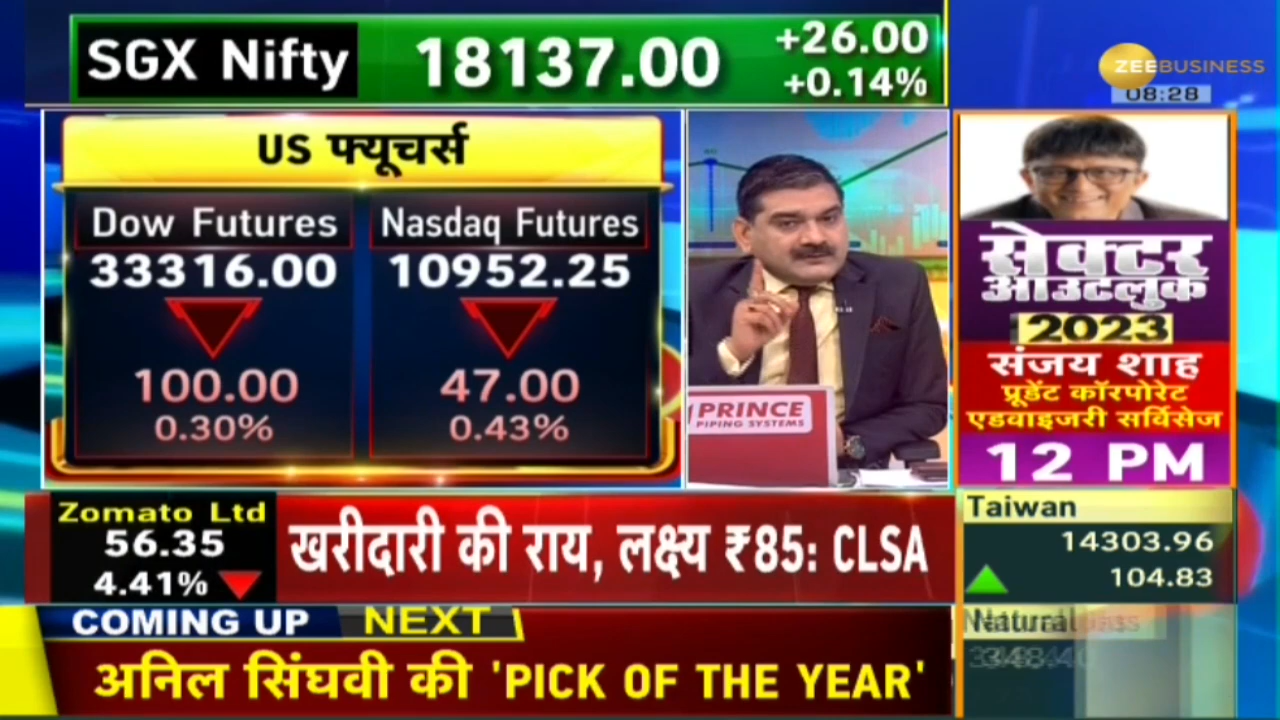 SGX Nifty
18137.00
+26.00
+0.14%
ZEEBUSINESS
08:28
US फ्यूचर्स
Dow Futures
33316.00
100.00
0.30%
Nasdaq Futures
10952.25
47.00
0.43%
PRINCE
PIPING SYSTEMS
सेक्टर
आउटलुक
2023
संजय शाह
प्रूडेंट कॉरपोरेट
एडवाइजरी सर्विसेज
12 PM
Zomato Ltd
56.35
4.41%
खरीदारी की राय, लक्ष्य ₹85: CLSA
Taiwan
14303.96
104.83
COMING UP NEXT
अनिल सिंघवी की 'PICK OF THE YEAR'